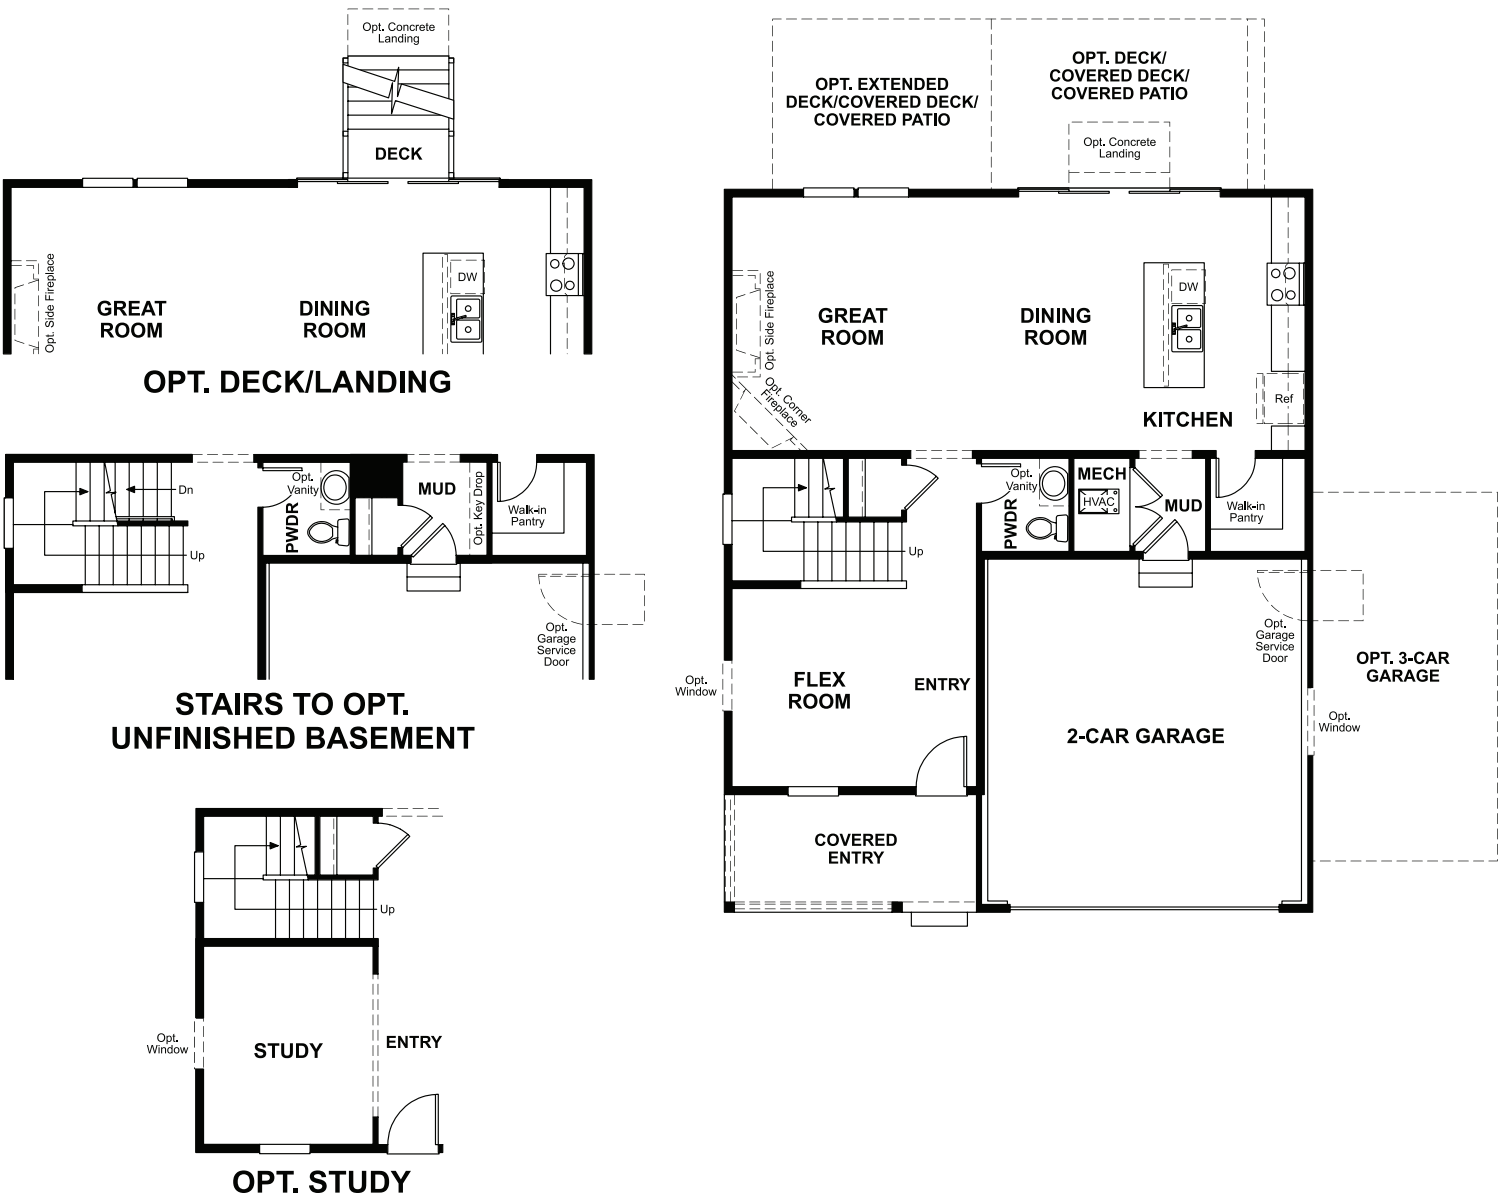 Opt. Concrete
Landing
DECK
Opt. Side Fireplace
GREAT
ROOM
DINING
ROOM
DW
OPT. DECK/LANDING
Dn
Up
Opt.
Vanity
PWDR
MUD
Opt. Key Drop
Walk-in
Pantry
Opt.
Garage
Service
Door
STAIRS TO OPT.
UNFINISHED BASEMENT
Up
Opt.
Window
STUDY
ENTRY
OPT. STUDY
OPT. EXTENDED
DECK/COVERED DECK/
COVERED PATIO
OPT. DECK/
COVERED DECK/
COVERED PATIO
Opt. Concrete
Landing
Opt. Side Fireplace
GREAT
ROOM
DINING
ROOM
DW
Opt. Corner
Fireplace
KITCHEN
Ref
Up
Opt.
Vanity
PWDR
MECH
HVAC
MUD
Walk-in
Pantry
Opt.
Window
FLEX
ROOM
ENTRY
Opt.
Garage
Service
Door
OPT. 3-CAR
GARAGE
Opt.
Window
2-CAR GARAGE
COVERED
ENTRY